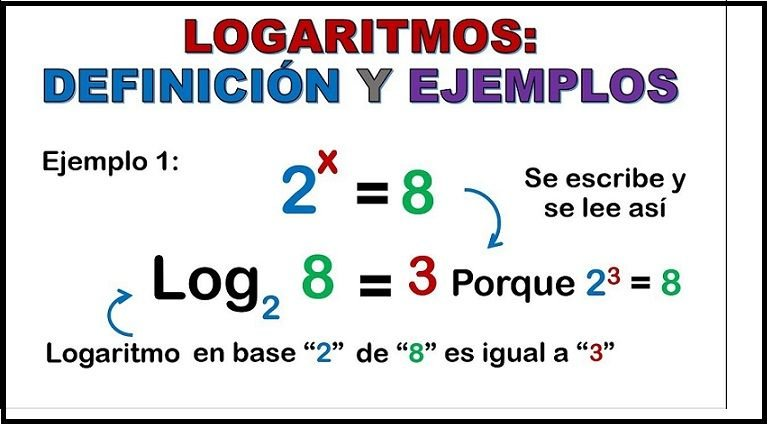 LOGARITMOS:
DEFINICIÓN Y EJEMPLOS
Ejemplo 1:
2ˣ = 8
Se escribe y
se lee así
Log₂ 8 = 3 Porque 2³ = 8
Logaritmo en base “2” de “8” es igual a “3”